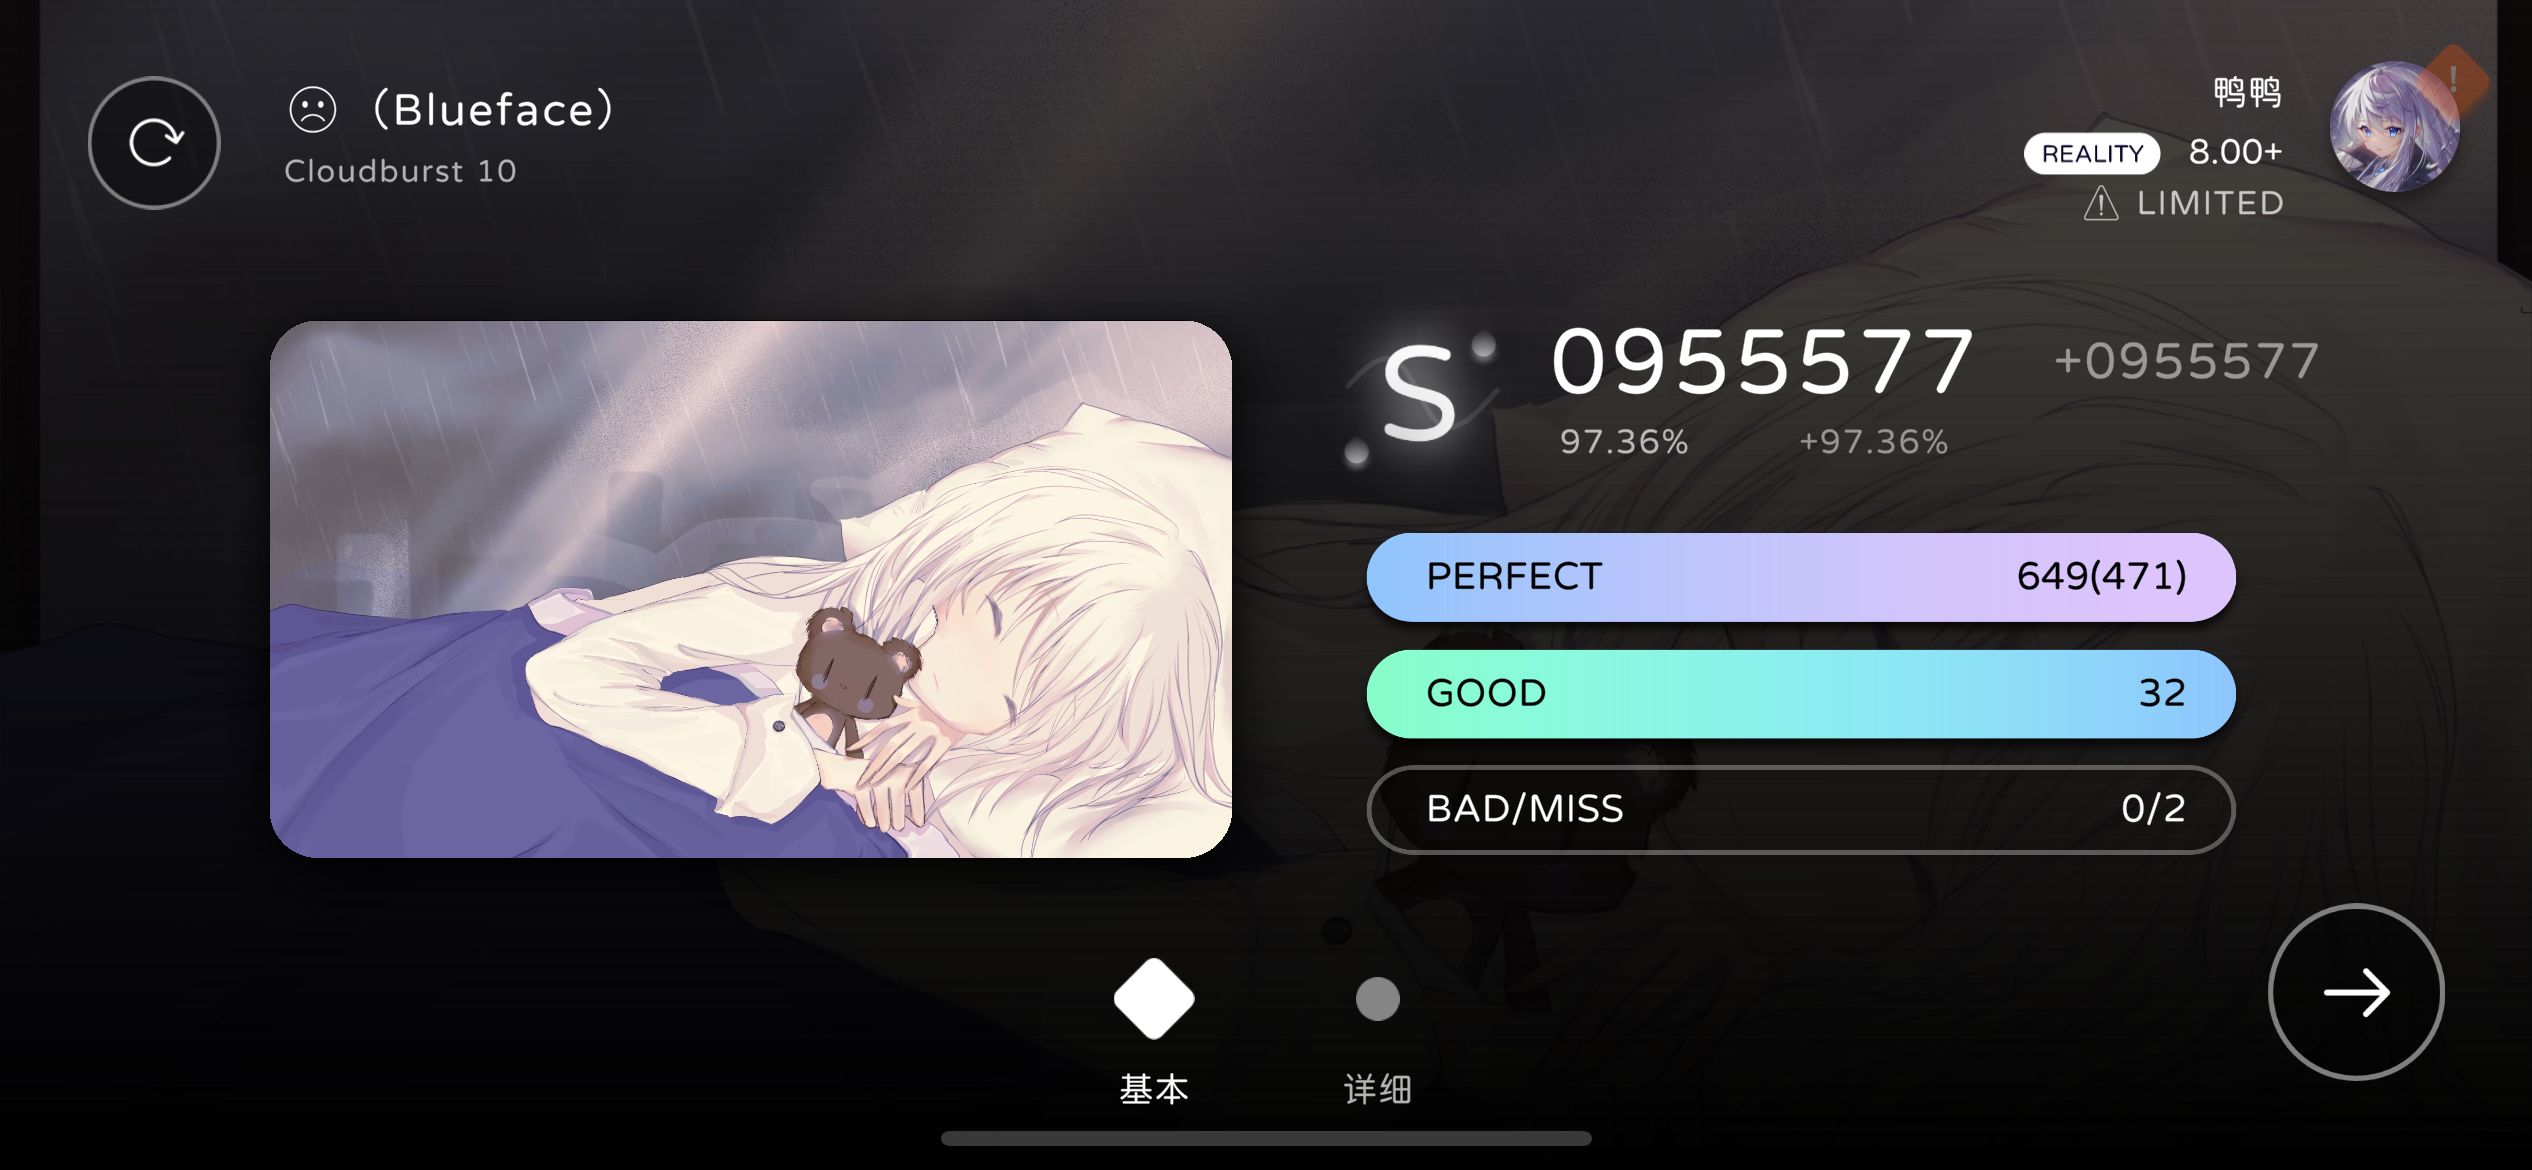 ☹（Blueface）
Cloudburst 10
鸭鸭
REALITY 8.00+
LIMITED
S 0955577 +0955577
97.36% +97.36%
PERFECT 649(471)
GOOD 32
BAD/MISS 0/2
基本 详细